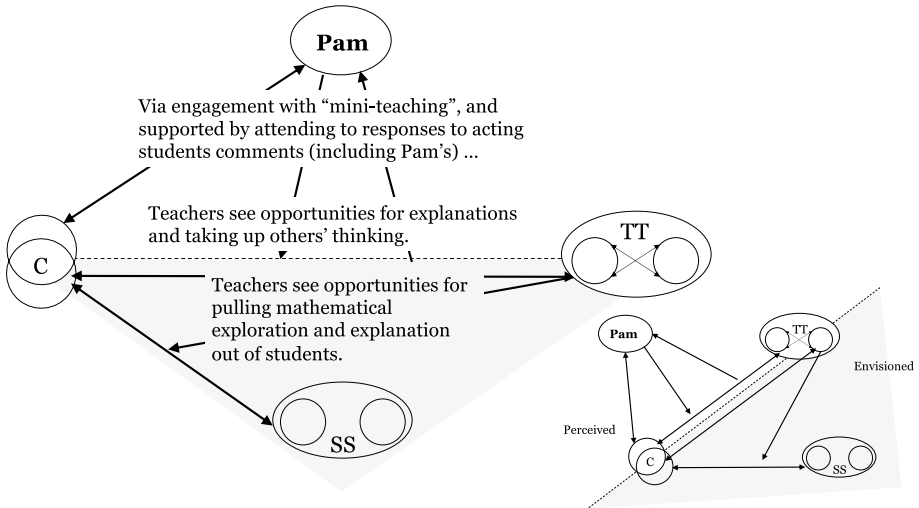 Pam
Via engagement with “mini-teaching”, and
supported by attending to responses to acting
students comments (including Pam’s) ...
Teachers see opportunities for explanations
and taking up others’ thinking.
TT
C
Teachers see opportunities for
pulling mathematical
exploration and explanation
out of students.
SS
Pam
TT
Envisioned
Perceived
C
SS